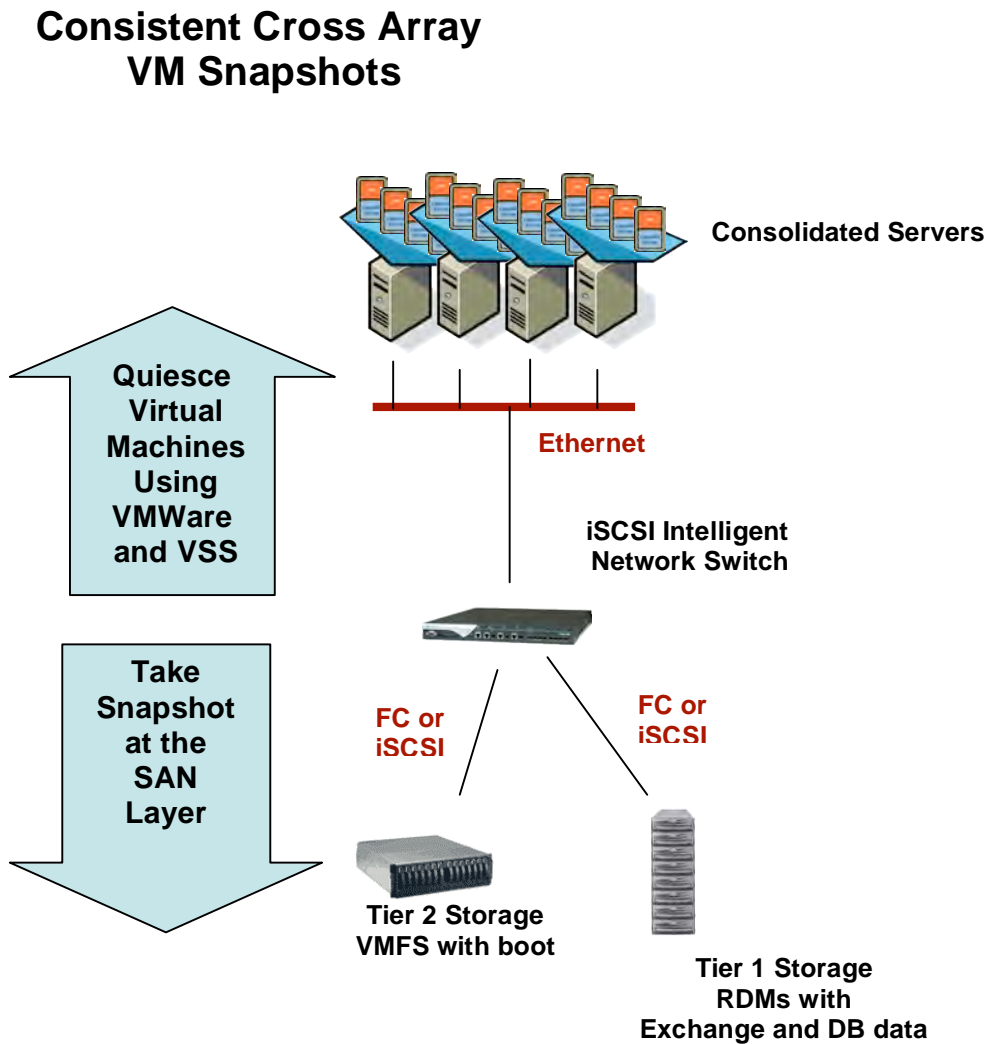 Consistent Cross Array
VM Snapshots
Consolidated Servers
Quiesce
Virtual
Machines
Using
VMWare
and VSS
Ethernet
iSCSI Intelligent
Network Switch
Take
Snapshot
at the
SAN
Layer
FC or
iSCSI
FC or
iSCSI
Tier 2 Storage
VMFS with boot
Tier 1 Storage
RDMs with
Exchange and DB data